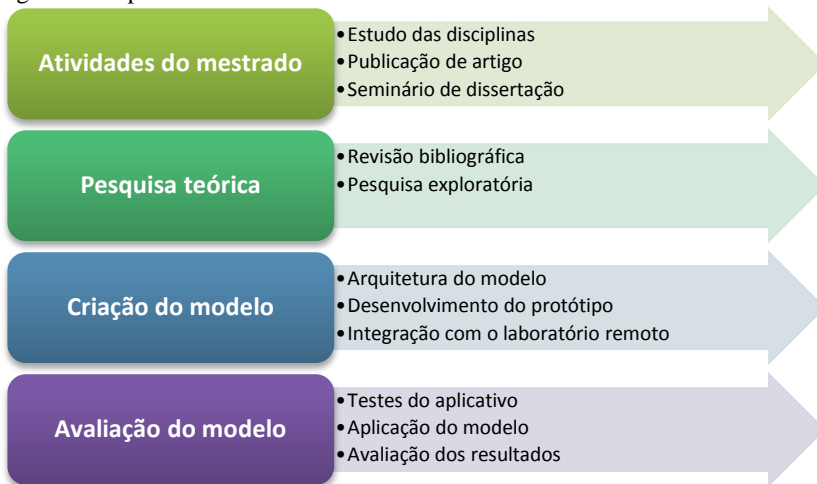 Atividades do mestrado
•Estudo das disciplinas
•Publicação de artigo
•Seminário de dissertação
Pesquisa teórica
•Revisão bibliográfica
•Pesquisa exploratória
Criação do modelo
•Arquitetura do modelo
•Desenvolvimento do protótipo
•Integração com o laboratório remoto
Avaliação do modelo
•Testes do aplicativo
•Aplicação do modelo
•Avaliação dos resultados